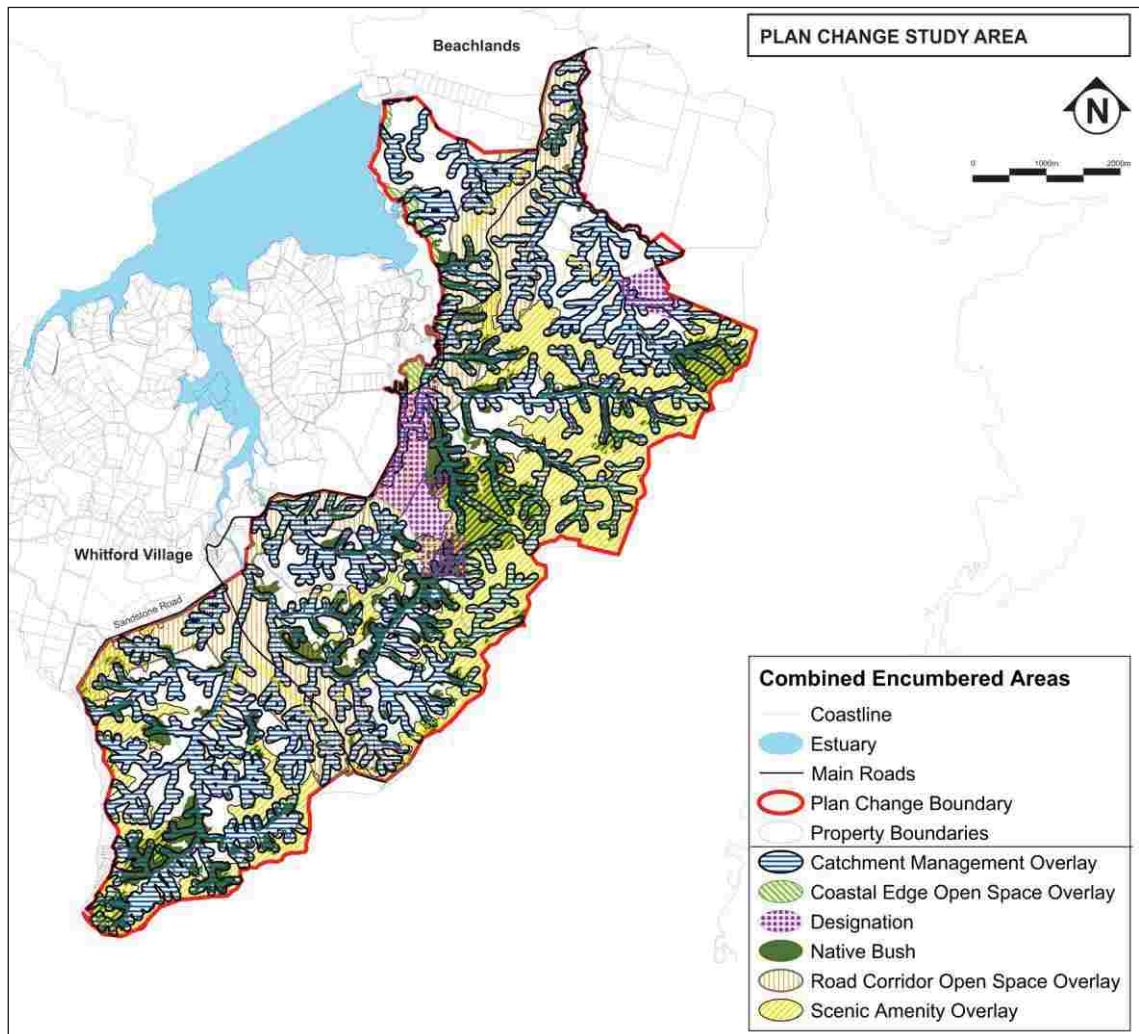 Beachlands
PLAN CHANGE STUDY AREA
N
0 1000m 2000m
Whitford Village
Sandstone Road
Combined Encumbered Areas
Coastline
Estuary
Main Roads
Plan Change Boundary
Property Boundaries
Catchment Management Overlay
Coastal Edge Open Space Overlay
Designation
Native Bush
Road Corridor Open Space Overlay
Scenic Amenity Overlay